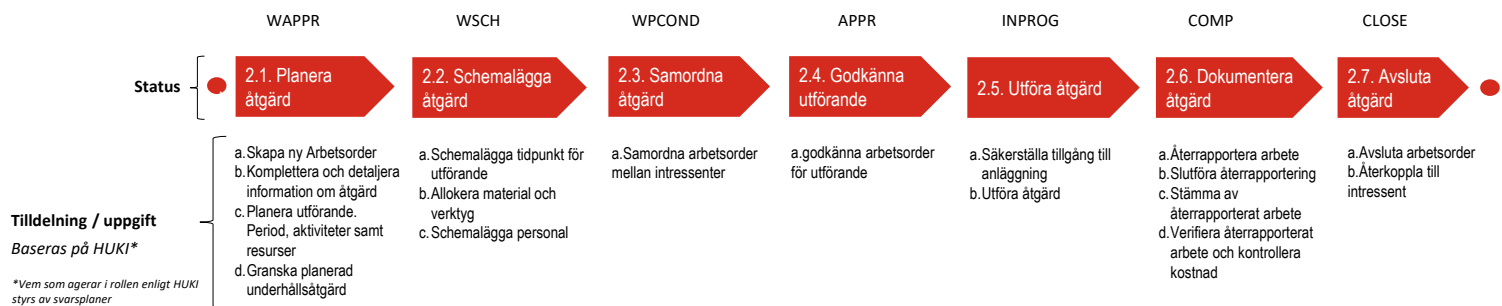 WAPPR
WSCH
WPCOND
APPR
INPROG
COMP
CLOSE
Status
2.1. Planera
åtgärd
2.2. Schemalägga
åtgärd
2.3. Samordna
åtgärd
2.4. Godkänna
utförande
2.5. Utföra åtgärd
2.6. Dokumentera
åtgärd
2.7. Avsluta
åtgärd
Tilldelning / uppgift
Baseras på HUKI*
*Vem som agerar i rollen enligt HUKI
styrs av svarsplaner
a. Skapa ny Arbetsorder
b. Komplettera och detaljera
information om åtgärd
c. Planera utförande.
Period, aktiviteter samt
resurser
d. Granska planerad
underhållsåtgärd
a. Schemalägga tidpunkt för
utförande
b. Allokera material och
verktyg
c. Schemalägga personal
a. Samordna arbetsorder
mellan intressenter
a. godkänna arbetsorder
för utförande
a. Säkerställa tillgång till
anläggning
b. Utföra åtgärd
a. Återrapportera arbete
b. Slutföra återrapportering
c. Stämma av
återrapporterat arbete
d. Verifiera återrapporterat
arbete och kontrollera
kostnad
a. Avsluta arbetsorder
b. Återkoppla till
intressent